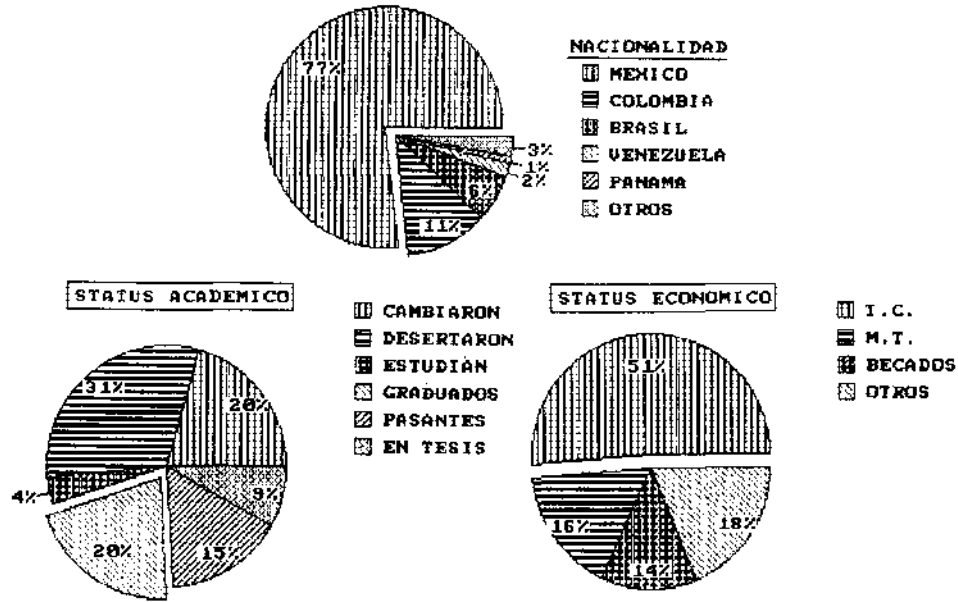 NACIONALIDAD
MEXICO
COLOMBIA
BRASIL
VENEZUELA
PANAMA
OTROS
77%
3%
1%
2%
6%
11%
STATUS ACADEMICO
CAMBIARON
DESERTARON
ESTUDIAN
GRADUADOS
PASANTES
EN TESIS
31%
20%
4%
9%
20%
15%
STATUS ECONOMICO
T.C.
M.T.
BECADOS
OTROS
51%
16%
18%
14%